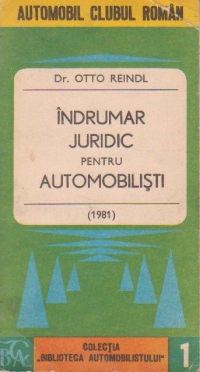 AUTOMOBIL CLUBUL ROMÂN
Dr. OTTO REINDL
ÎNDRUMAR
JURIDIC
PENTRU
AUTOMOBILIȘTI
(1981)
COLECȚIA
„BIBLIOTECA AUTOMOBILISTULUI”
1